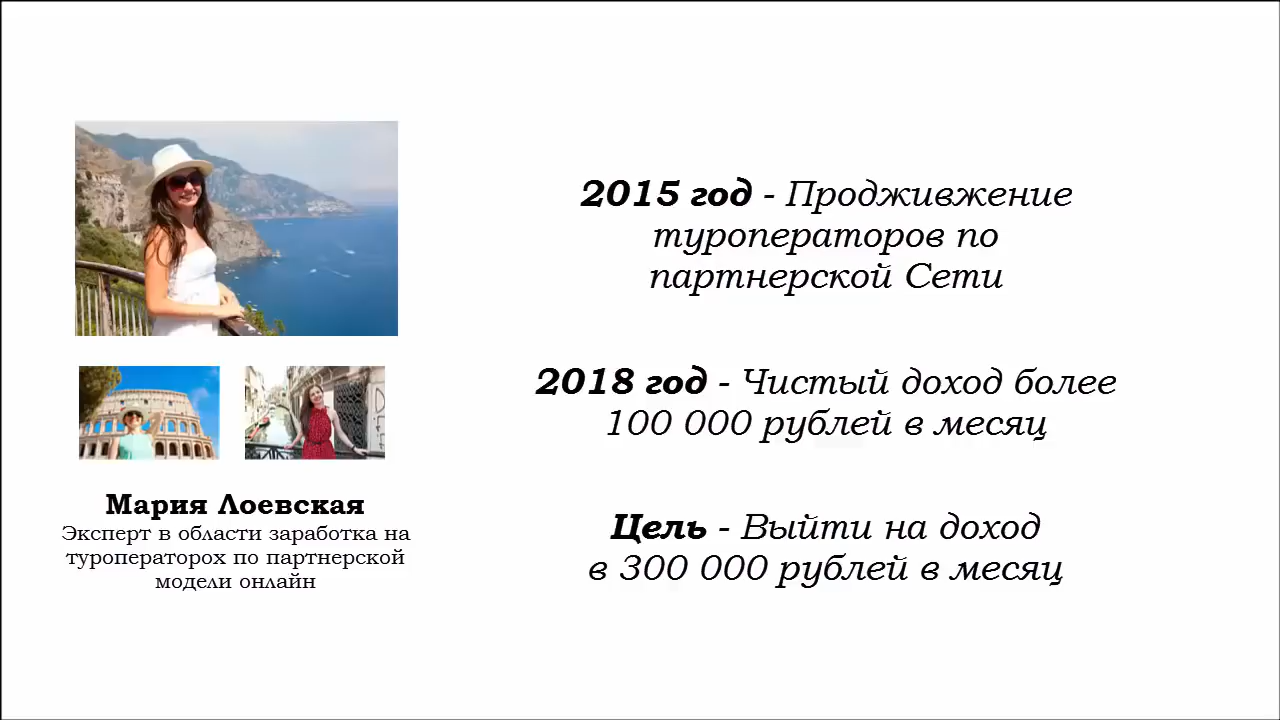 2015 год - Продживжение
туроператоров по
партнерской Сети
2018 год - Чистый доход более
100 000 рублей в месяц
Цель - Выйти на доход
в 300 000 рублей в месяц
Мария Лоевская
Эксперт в области заработка на
туроператорох по партнерской
модели онлайн